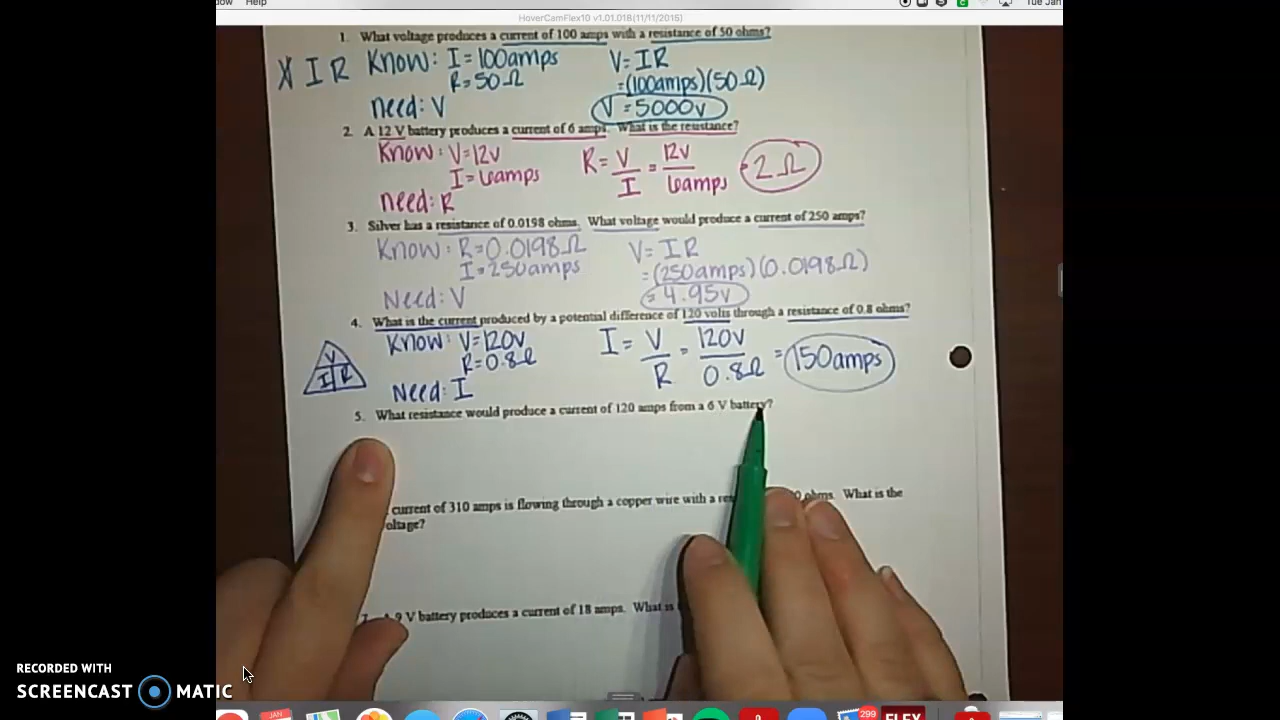 Help
Tue Jan
HoverCamFlex10 v1.01.018(11/11/2016)
1. What voltage produces a current of 100 amps with a resistance of 50 ohms?
V I R Know: I = 100amps V = IR
R = 50Ω = (100amps)(50Ω)
need: V V = 5000v
2. A 12 V battery produces a current of 6 amps. What is the resistance?
Know: V=12v R = V/I = 12v/6amps = 2Ω
I = 6amps
need: R
3. Silver has a resistance of 0.0198 ohms. What voltage would produce a current of 250 amps?
Know: R=0.0198Ω V = IR
I = 250amps = (250amps)(0.0198Ω)
Need: V = 4.95v
4. What is the current produced by a potential difference of 120 volts through a resistance of 0.8 ohms?
Know: V=120v I = V/R = 120v/0.8Ω = 150amps
V I R R=0.8Ω
Need: I
5. What resistance would produce a current of 120 amps from a 6 V battery?
current of 310 amps is flowing through a copper wire with a ohms. What is the
oltage?
9 V battery produces a current of 18 amps. What is
RECORDED WITH
SCREENCAST MATIC
JAN
299
FLEX